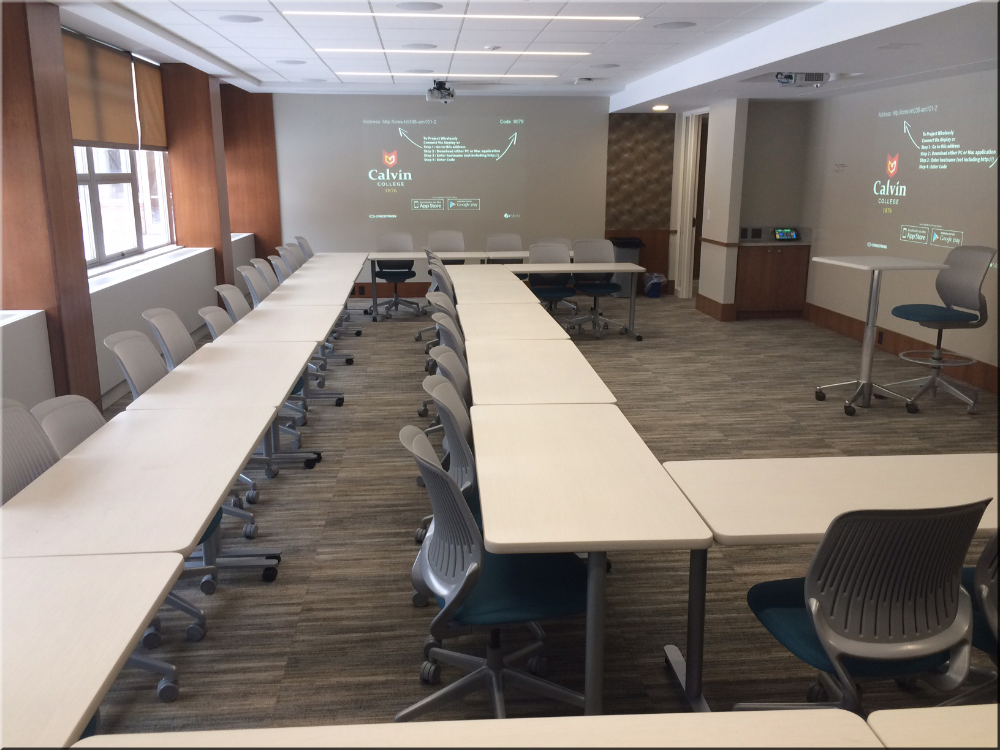 Address: http://cres-hh336-am101-2
Code: 9076
To Project Wirelessly
Connect Via Airplay or
Step 1 : Go to this address
Step 2 : Download either PC or Mac application
Step 3 : Enter hostname (not including http://)
Step 4 : Enter Code
Calvin
COLLEGE
1876
Available on the
App Store
Google play
CRESTRON
Address: http://cres-hh336-am101-2
To Project Wirelessly
Connect Via Airplay or
Step 1 : Go to this address
Step 2 : Download either PC or Mac application
Step 3 : Enter hostname (not including http://)
Step 4 : Enter Code
Calvin
COLLEGE
1876
Available on the
App Store
Google play
CRESTRON